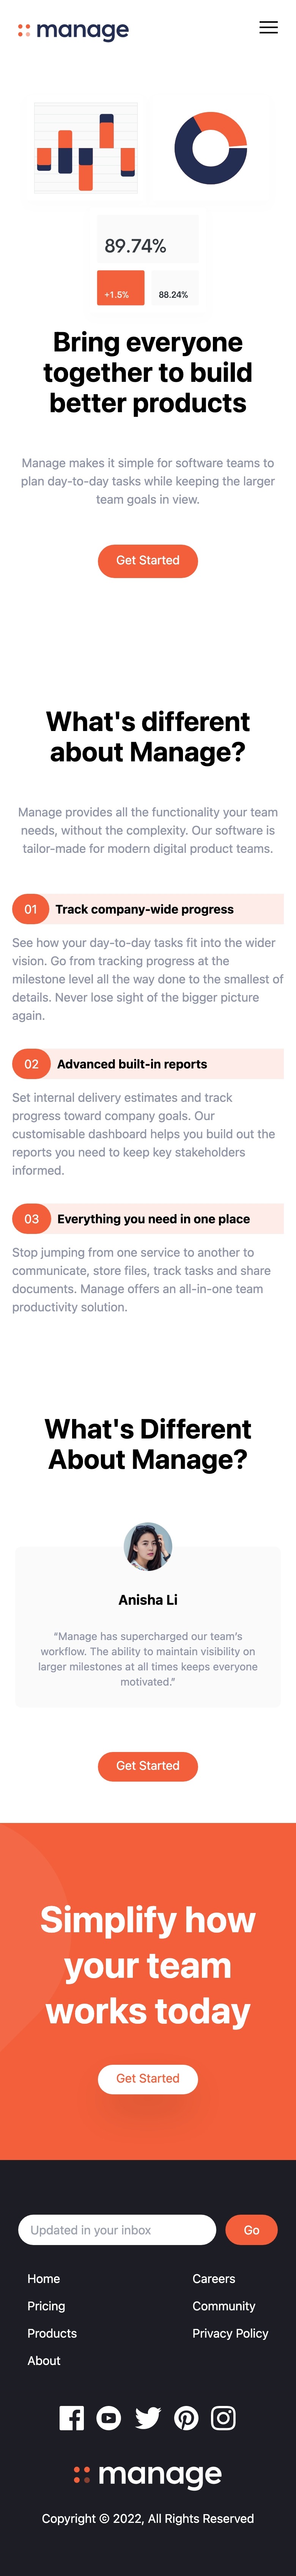 manage
89.74%
+1.5%
88.24%
Bring everyone
together to build
better products
Manage makes it simple for software teams to
plan day-to-day tasks while keeping the larger
team goals in view.
Get Started
What's different
about Manage?
Manage provides all the functionality your team
needs, without the complexity. Our software is
tailor-made for modern digital product teams.
01 Track company-wide progress
See how your day-to-day tasks fit into the wider
vision. Go from tracking progress at the
milestone level all the way done to the smallest of
details. Never lose sight of the bigger picture
again.
02 Advanced built-in reports
Set internal delivery estimates and track
progress toward company goals. Our
customisable dashboard helps you build out the
reports you need to keep key stakeholders
informed.
03 Everything you need in one place
Stop jumping from one service to another to
communicate, store files, track tasks and share
documents. Manage offers an all-in-one team
productivity solution.
What's Different
About Manage?
Anisha Li
“Manage has supercharged our team’s
workflow. The ability to maintain visibility on
larger milestones at all times keeps everyone
motivated.”
Get Started
Simplify how
your team
works today
Get Started
Updated in your inbox
Go
Home
Pricing
Products
About
Careers
Community
Privacy Policy
manage
Copyright © 2022, All Rights Reserved